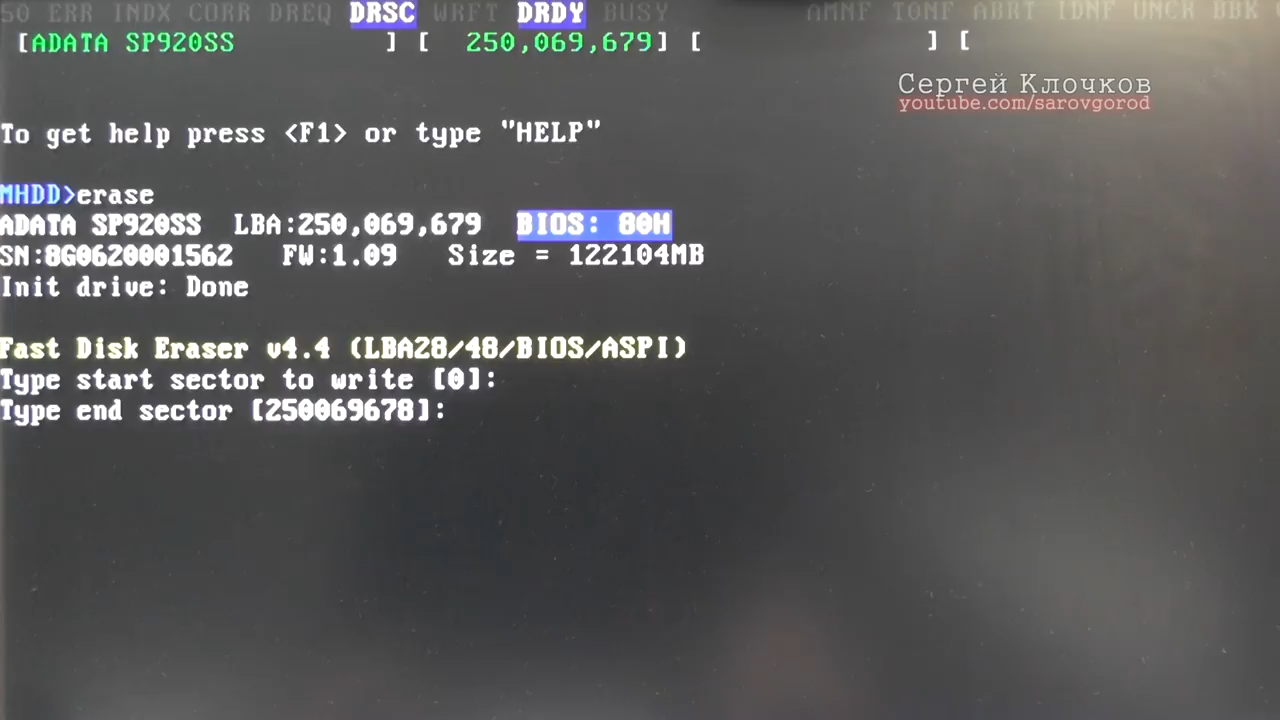 50 ERR INDX CORR DREQ DRSC WRFT DRDY BUSY AMNF T0NF ABRT IDNF UNCR BBK
[ADATA SP920SS ] [ 250,069,679] [ ] [
Сергей Клочков
youtube.com/sarovgorod
To get help press <F1> or type "HELP"
MHDD>erase
ADATA SP920SS LBA:250,069,679 BIOS: 80H
SN:8G0620001562 FW:1.09 Size = 122104MB
Init drive: Done
Fast Disk Eraser v4.4 (LBA28/48/BIOS/ASPI)
Type start sector to write [0]:
Type end sector [250069678]: